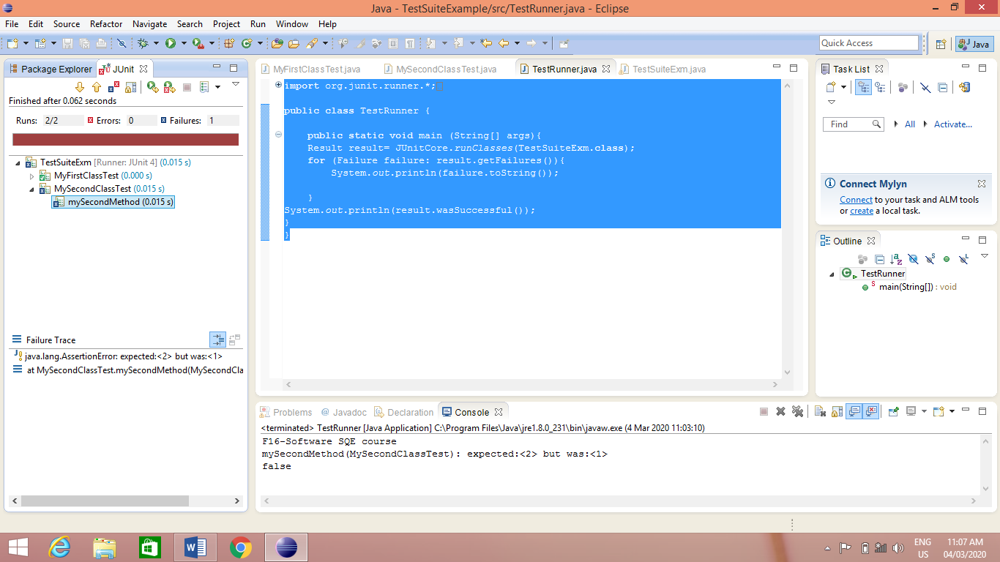 Java - TestSuiteExample/src/TestRunner.java - Eclipse
File Edit Source Refactor Navigate Search Project Run Window Help
Quick Access
Java
Package Explorer
JUnit
Finished after 0.062 seconds
Runs: 2/2 Errors: 0 Failures: 1
TestSuiteExm [Runner: JUnit 4] (0.015 s)
MyFirstClassTest (0.000 s)
MySecondClassTest (0.015 s)
mySecondMethod (0.015 s)
Failure Trace
java.lang.AssertionError: expected:<2> but was:<1>
at MySecondClassTest.mySecondMethod(MySecondCla
MyFirstClassTest.java
MySecondClassTest.java
TestRunner.java
TestSuiteExm.java
import org.junit.runner.*;
public class TestRunner {
public static void main (String[] args){
Result result= JUnitCore.runClasses(TestSuiteExm.class);
for (Failure failure: result.getFailures()){
System.out.println(failure.toString());
}
System.out.println(result.wasSuccessful());
}
}
Task List
Find
All
Activate...
Connect Mylyn
Connect to your task and ALM tools
or create a local task.
Outline
TestRunner
main(String[]) : void
Problems @ Javadoc Declaration Console
<terminated> TestRunner [Java Application] C:\Program Files\Java\jre1.8.0_231\bin\javaw.exe (4 Mar 2020 11:03:10)
F16-Software SQE course
mySecondMethod(MySecondClassTest): expected:<2> but was:<1>
false
ENG
US
11:07 AM
04/03/2020